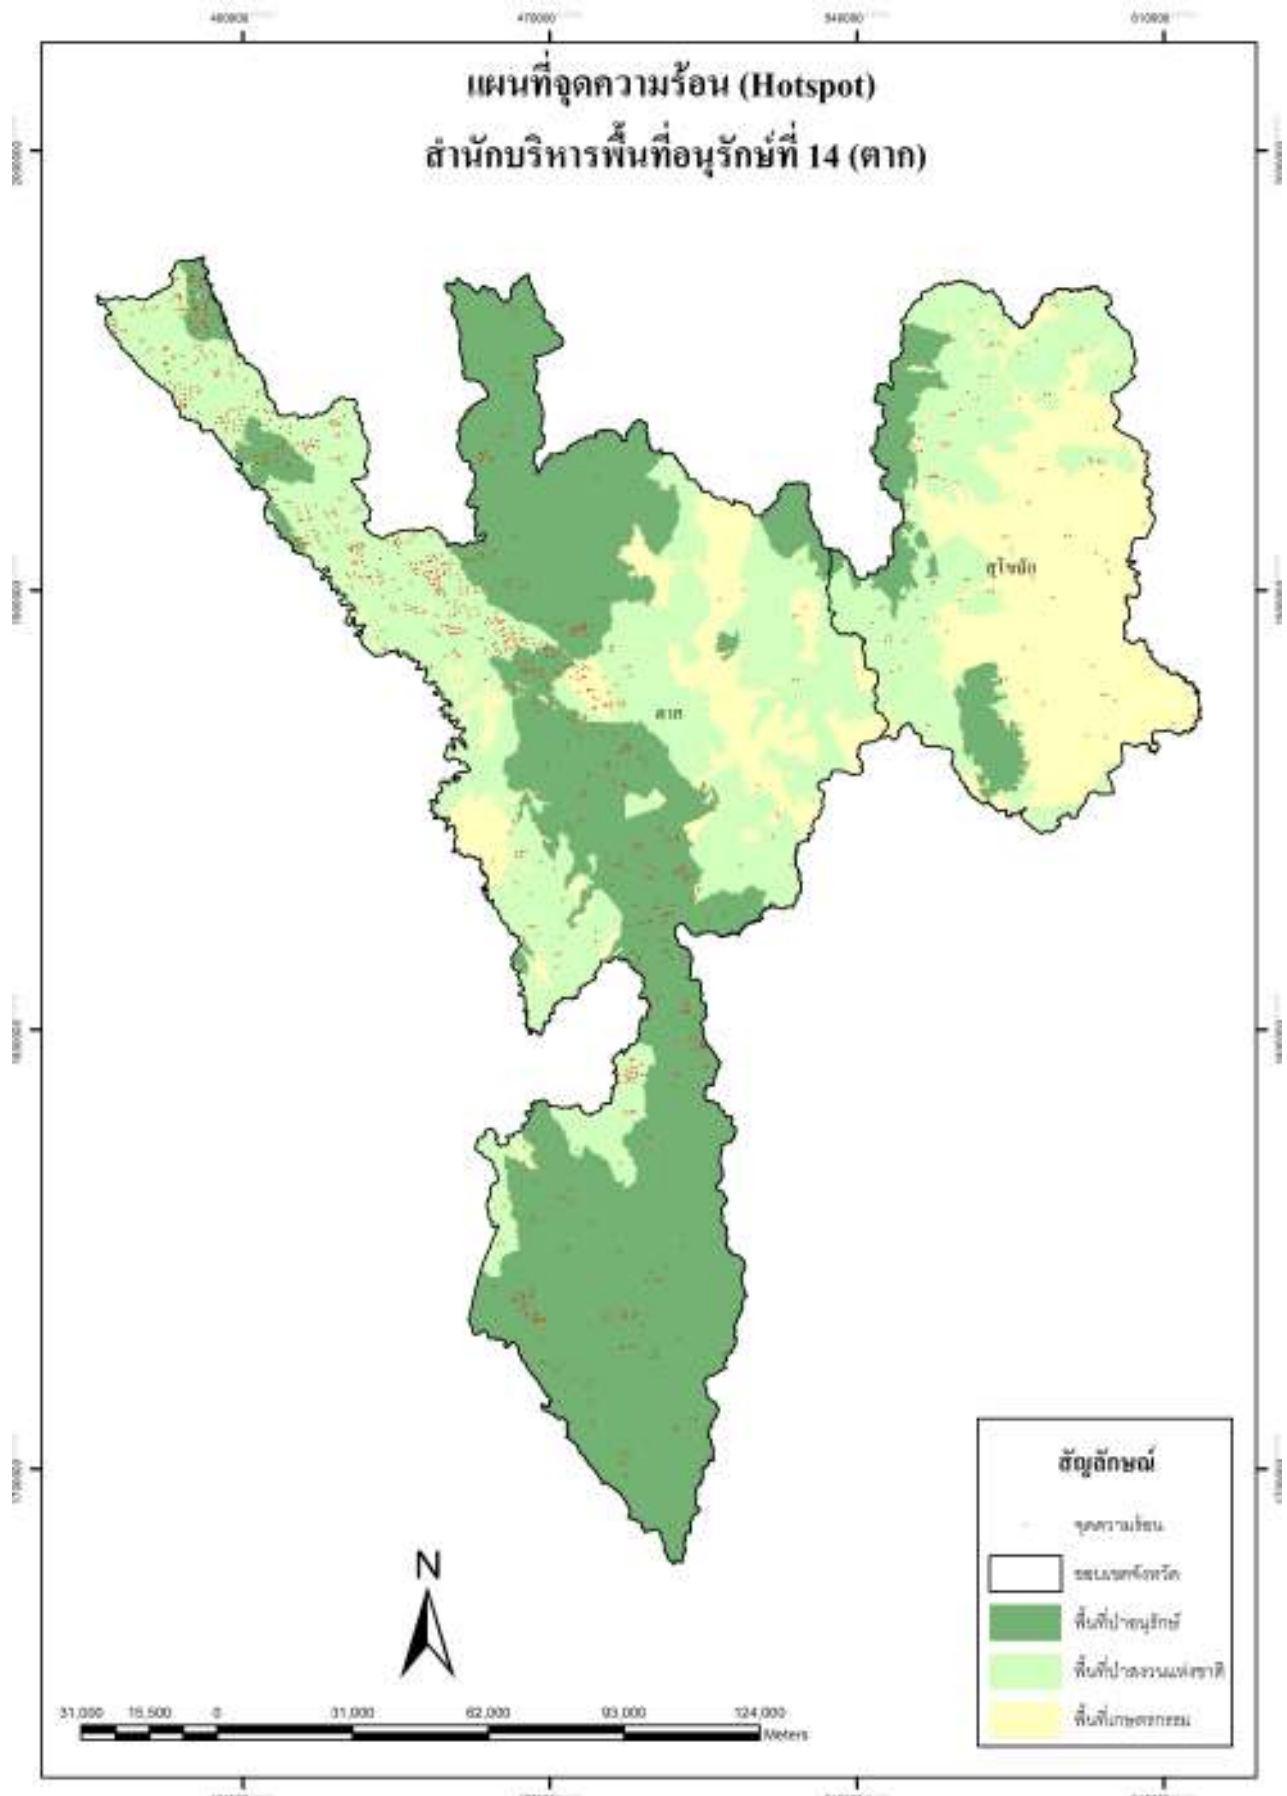 400000 470000 540000 610000
แผนที่จุดความร้อน (Hotspot)
สำนักบริหารพื้นที่อนุรักษ์ที่ 14 (ตาก)
สุโขทัย
ตาก
สัญลักษณ์
จุดความร้อน
ขอบเขตจังหวัด
พื้นที่ป่าอนุรักษ์
พื้นที่ป่าสงวนแห่งชาติ
พื้นที่เกษตรกรรม
N
31,000 15,500 0 31,000 62,000 93,000 124,000
Meters